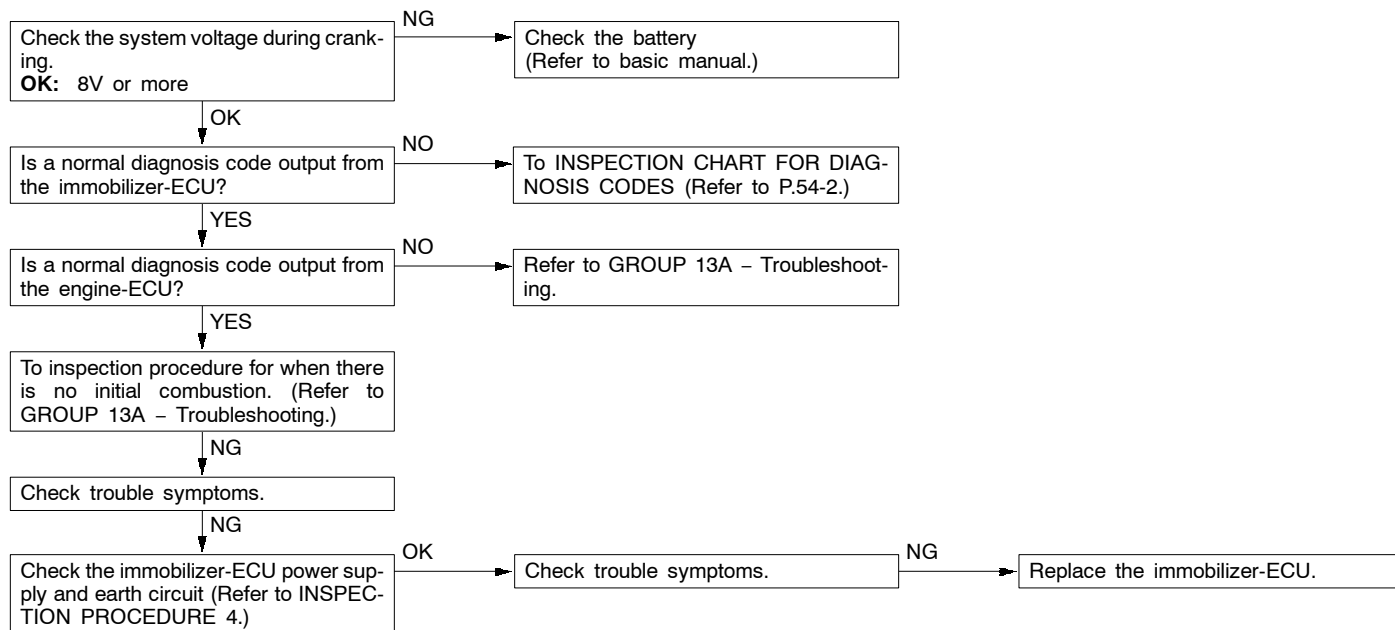 Check the system voltage during crank-
ing.
OK: 8V or more
NG
Check the battery
(Refer to basic manual.)
OK
Is a normal diagnosis code output from
the immobilizer-ECU?
NO
To INSPECTION CHART FOR DIAG-
NOSIS CODES (Refer to P.54-2.)
YES
Is a normal diagnosis code output from
the engine-ECU?
NO
Refer to GROUP 13A – Troubleshoot-
ing.
YES
To inspection procedure for when there
is no initial combustion. (Refer to
GROUP 13A – Troubleshooting.)
NG
Check trouble symptoms.
NG
Check the immobilizer-ECU power sup-
ply and earth circuit (Refer to INSPEC-
TION PROCEDURE 4.)
OK
Check trouble symptoms.
NG
Replace the immobilizer-ECU.